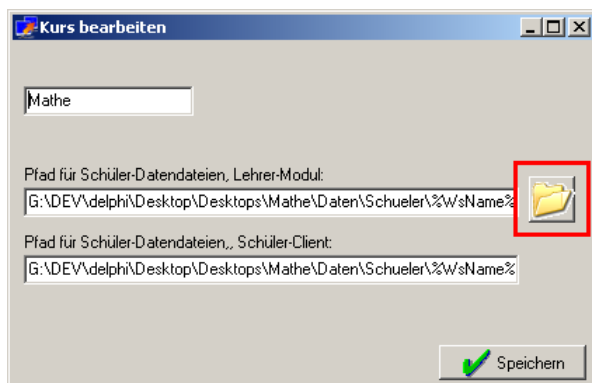 Kurs bearbeiten
Mathe
Pfad für Schüler-Datendateien, Lehrer-Modul:
G:\DEV\delphi\Desktop\Desktops\Mathe\Daten\Schueler\%WsName%
Pfad für Schüler-Datendateien,, Schüler-Client:
G:\DEV\delphi\Desktop\Desktops\Mathe\Daten\Schueler\%WsName%
Speichern